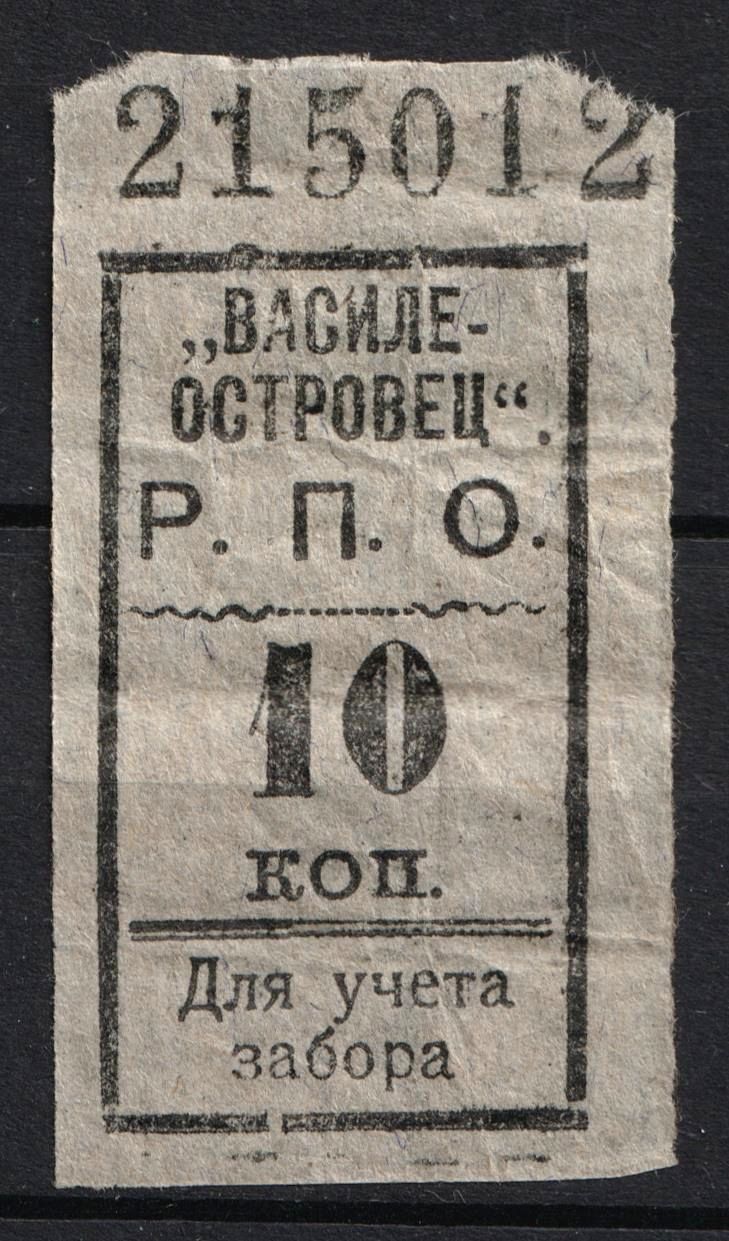 215012
„ВАСИЛЕ-
ОСТРОВЕЦ“.
Р. П. О.
10
коп.
Для учета
забора